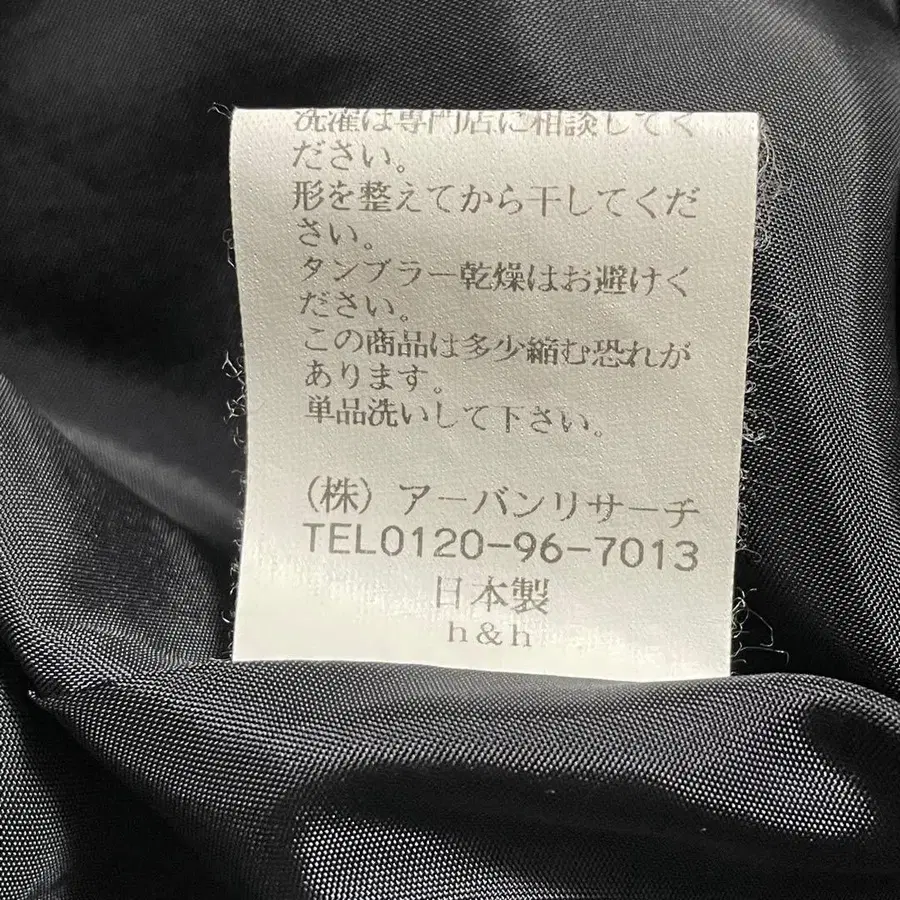 洗濯は専門店に相談してく
ださい。
形を整えてから干してくだ
さい。
タンブラー乾燥はお避けく
ださい。
この商品は多少縮む恐れが
あります。
単品洗いして下さい。
(株) アーバンリサーチ
TEL0120-96-7013
日本製
h&h